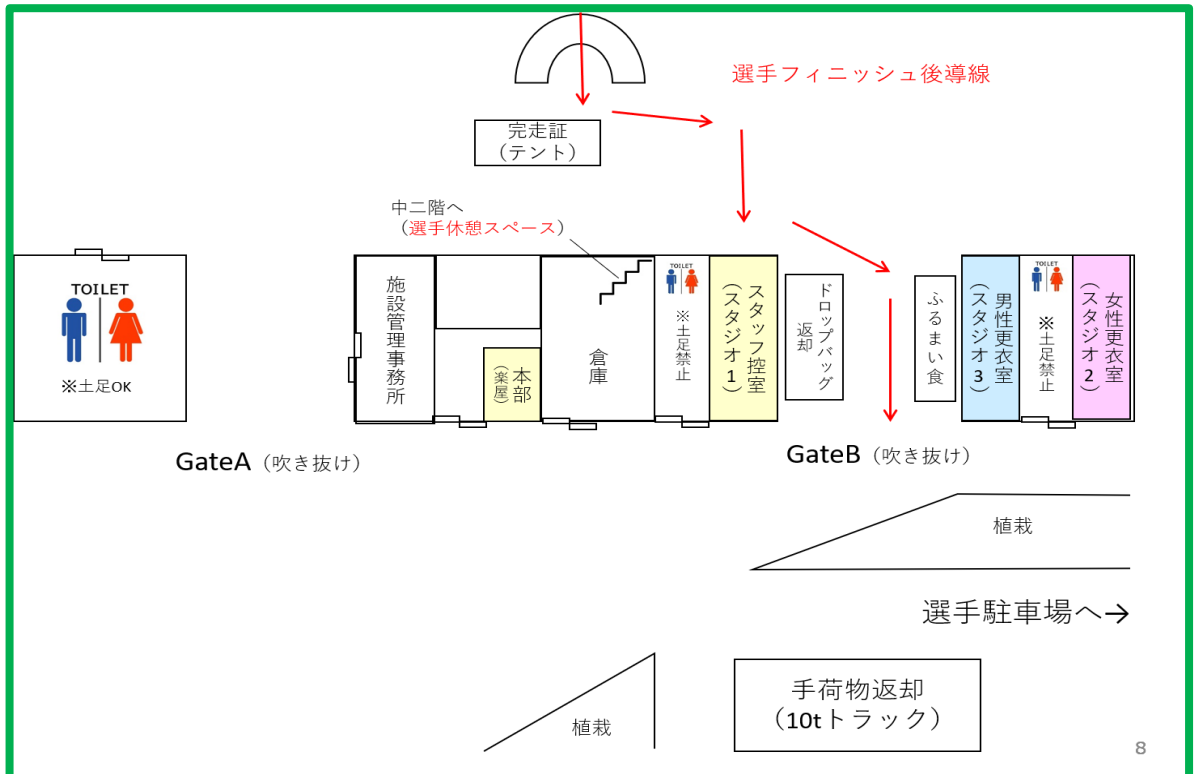 選手フィニッシュ後導線
完走証
(テント)
中二階へ
(選手休憩スペース)
TOILET
※土足OK
施設管理事務所
本部
(楽屋)
倉庫
TOILET
※土足禁止
スタッフ控室
(スタジオ1)
ドロップバッグ
返却
ふるまい食
男性更衣室
(スタジオ3)
TOILET
※土足禁止
女性更衣室
(スタジオ2)
GateA (吹き抜け)
GateB (吹き抜け)
植栽
選手駐車場へ→
手荷物返却
(10tトラック)
植栽
8